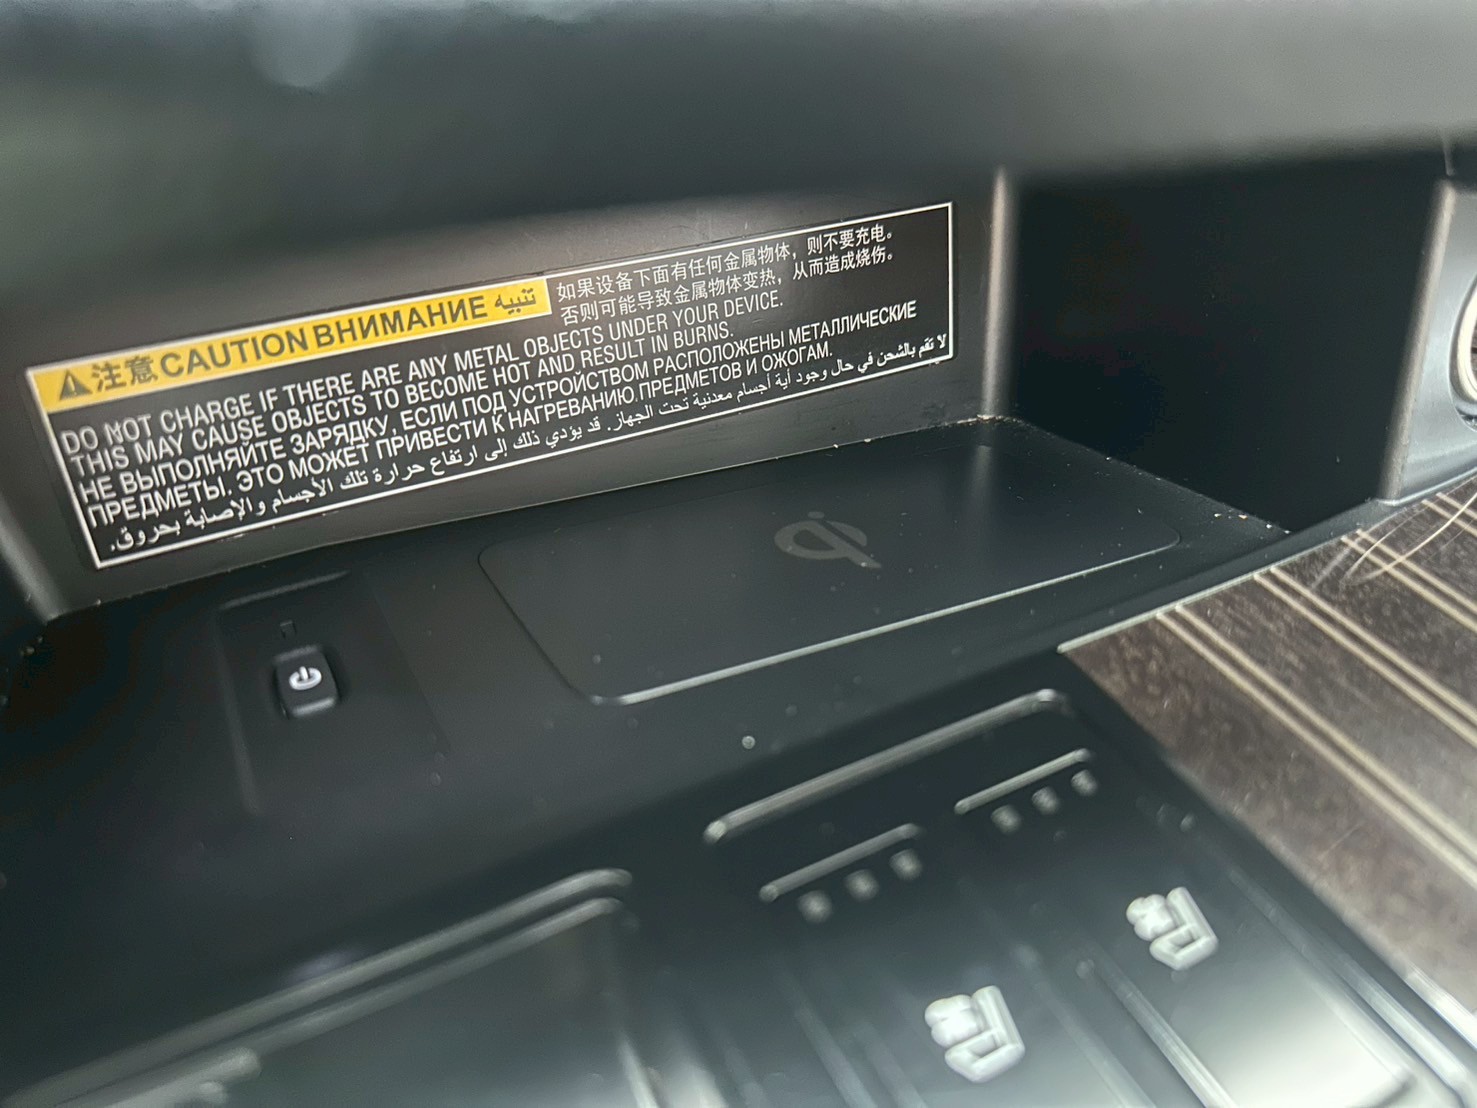 注意 CAUTION ВНИМАНИЕ تنبيه
如果设备下面有任何金属物体，则不要充电。
否则可能导致金属物体变热，从而造成烧伤。
DO NOT CHARGE IF THERE ARE ANY METAL OBJECTS UNDER YOUR DEVICE.
THIS MAY CAUSE OBJECTS TO BECOME HOT AND RESULT IN BURNS.
НЕ ВЫПОЛНЯЙТЕ ЗАРЯДКУ, ЕСЛИ ПОД УСТРОЙСТВОМ РАСПОЛОЖЕНЫ МЕТАЛЛИЧЕСКИЕ
ПРЕДМЕТЫ. ЭТО МОЖЕТ ПРИВЕСТИ К НАГРЕВАНИЮ ПРЕДМЕТОВ И ОЖОГАМ.
لا تقم بالشحن في حال وجود أية أجسام معدنية تحت الجهاز. قد يؤدي ذلك إلى ارتفاع حرارة تلك الأجسام والإصابة بحروق.